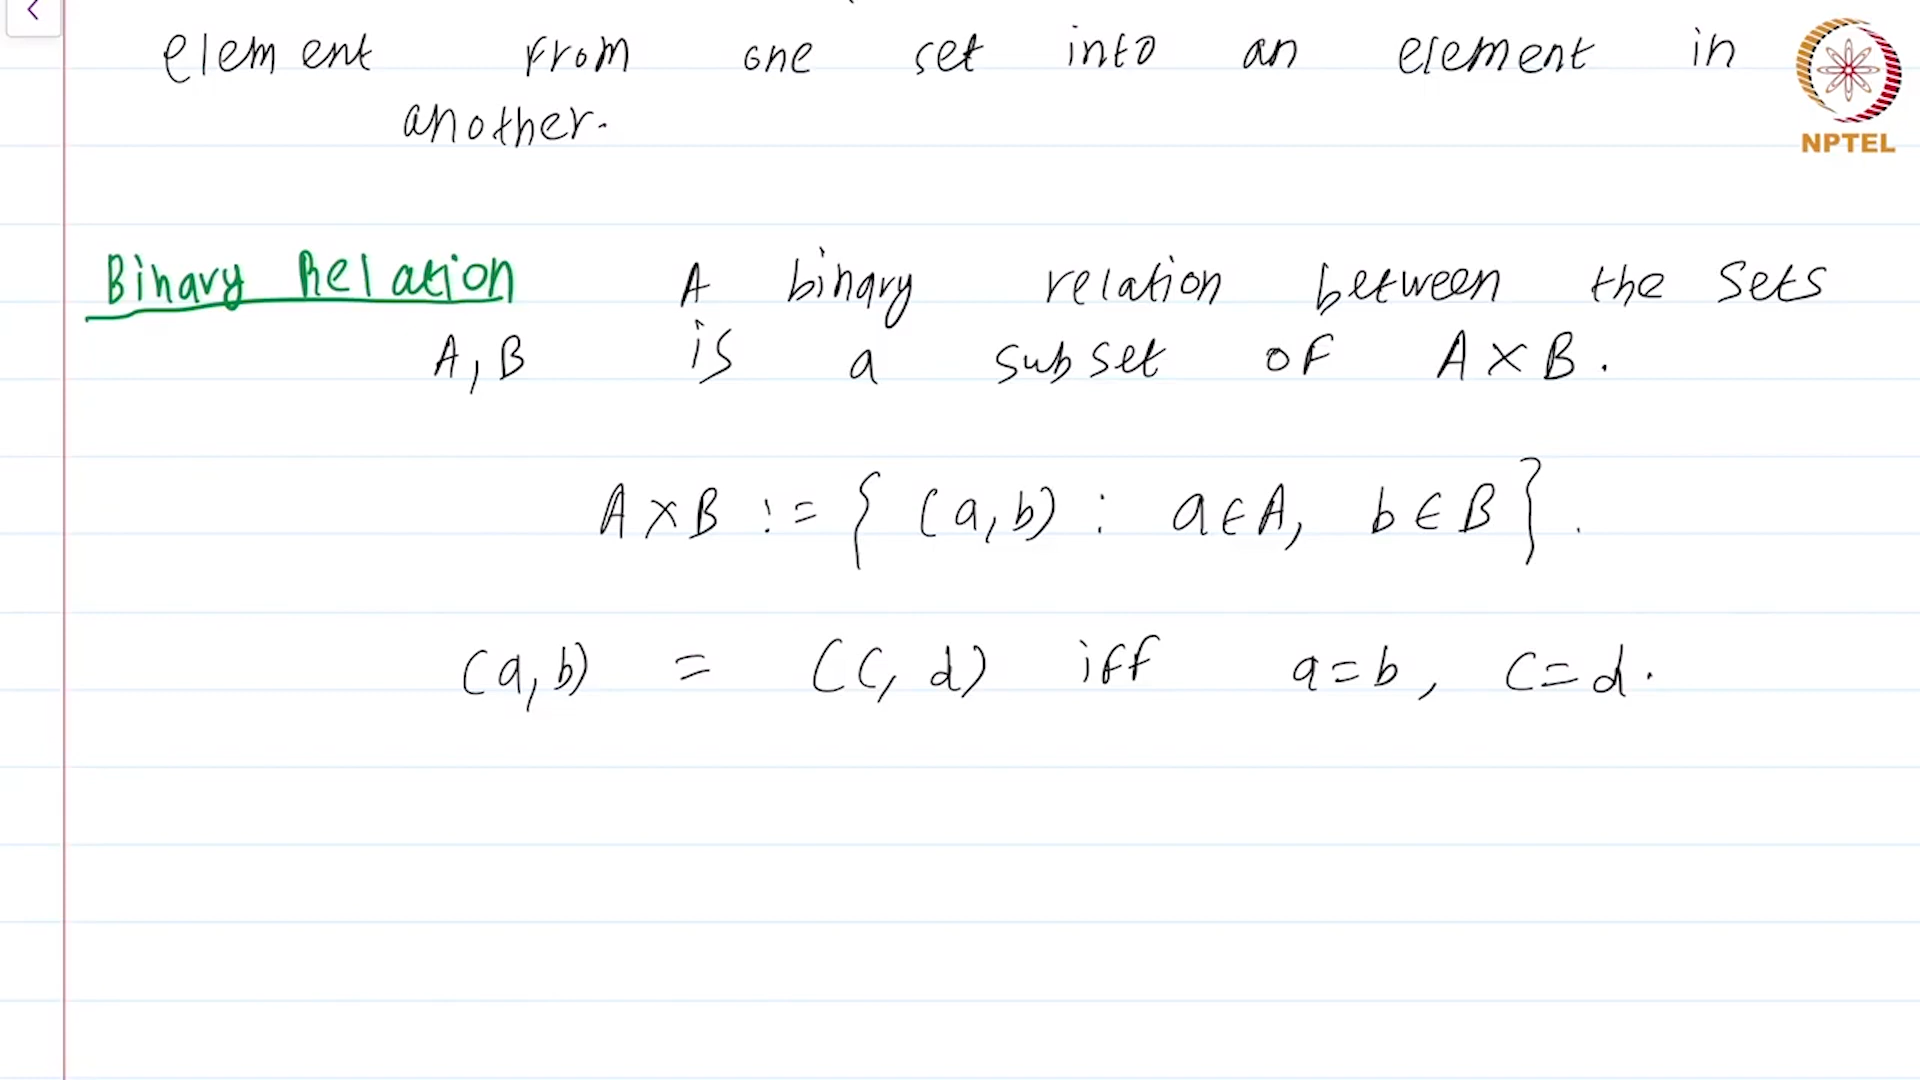 element from one set into an element in
another.
NPTEL
Binary Relation A binary relation between the sets
A, B is a subset of A × B.
A × B := { (a, b) : a ∈ A, b ∈ B } .
(a, b) = (c, d) iff a = b, c = d.